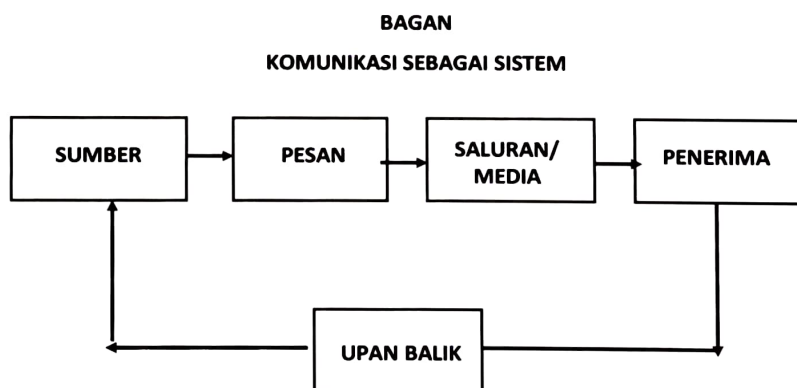 BAGAN
KOMUNIKASI SEBAGAI SISTEM
SUMBER
PESAN
SALURAN/
MEDIA
PENERIMA
UPAN BALIK